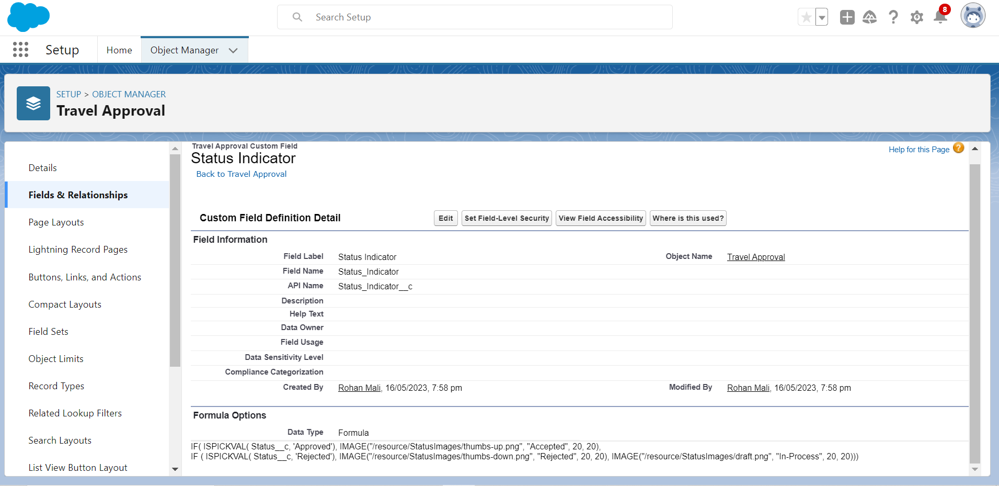 Search Setup
8
Setup
Home
Object Manager
SETUP > OBJECT MANAGER
Travel Approval
Details
Fields & Relationships
Page Layouts
Lightning Record Pages
Buttons, Links, and Actions
Compact Layouts
Field Sets
Object Limits
Record Types
Related Lookup Filters
Search Layouts
List View Button Layout
Travel Approval Custom Field
Status Indicator
Back to Travel Approval
Help for this Page ?
Custom Field Definition Detail
Edit
Set Field-Level Security
View Field Accessibility
Where is this used?
Field Information
Field Label Status Indicator Object Name Travel Approval
Field Name Status_Indicator
API Name Status_Indicator__c
Description
Help Text
Data Owner
Field Usage
Data Sensitivity Level
Compliance Categorization
Created By Rohan Mali, 16/05/2023, 7:58 pm Modified By Rohan Mali, 16/05/2023, 7:58 pm
Formula Options
Data Type Formula
IF( ISPICKVAL( Status__c, 'Approved'), IMAGE("/resource/StatusImages/thumbs-up.png", "Accepted", 20, 20),
IF ( ISPICKVAL( Status__c, 'Rejected'), IMAGE("/resource/StatusImages/thumbs-down.png", "Rejected", 20, 20), IMAGE("/resource/StatusImages/draft.png", "In-Process", 20, 20)))